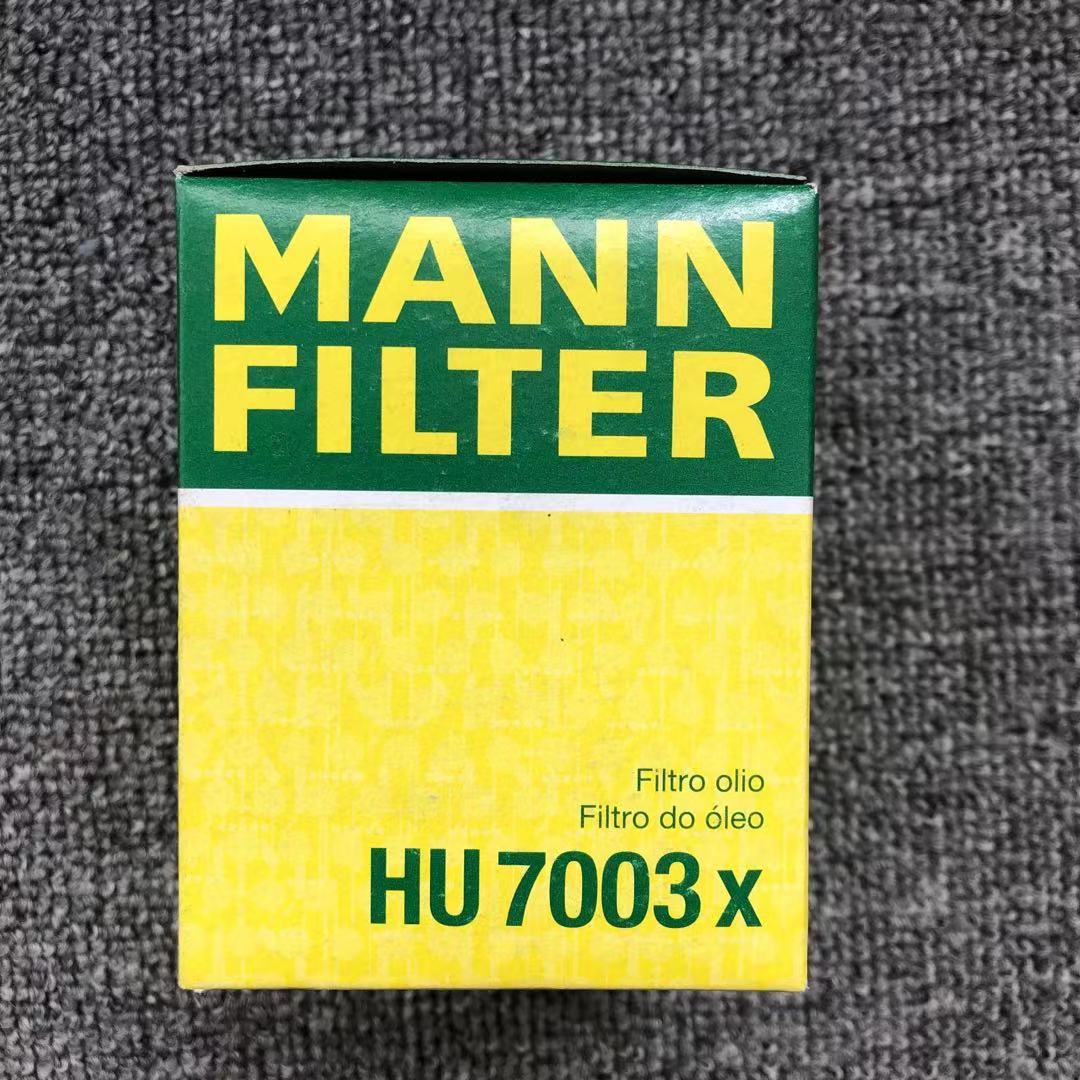 MANN
FILTER
Filtro olio
Filtro do óleo
HU 7003 x